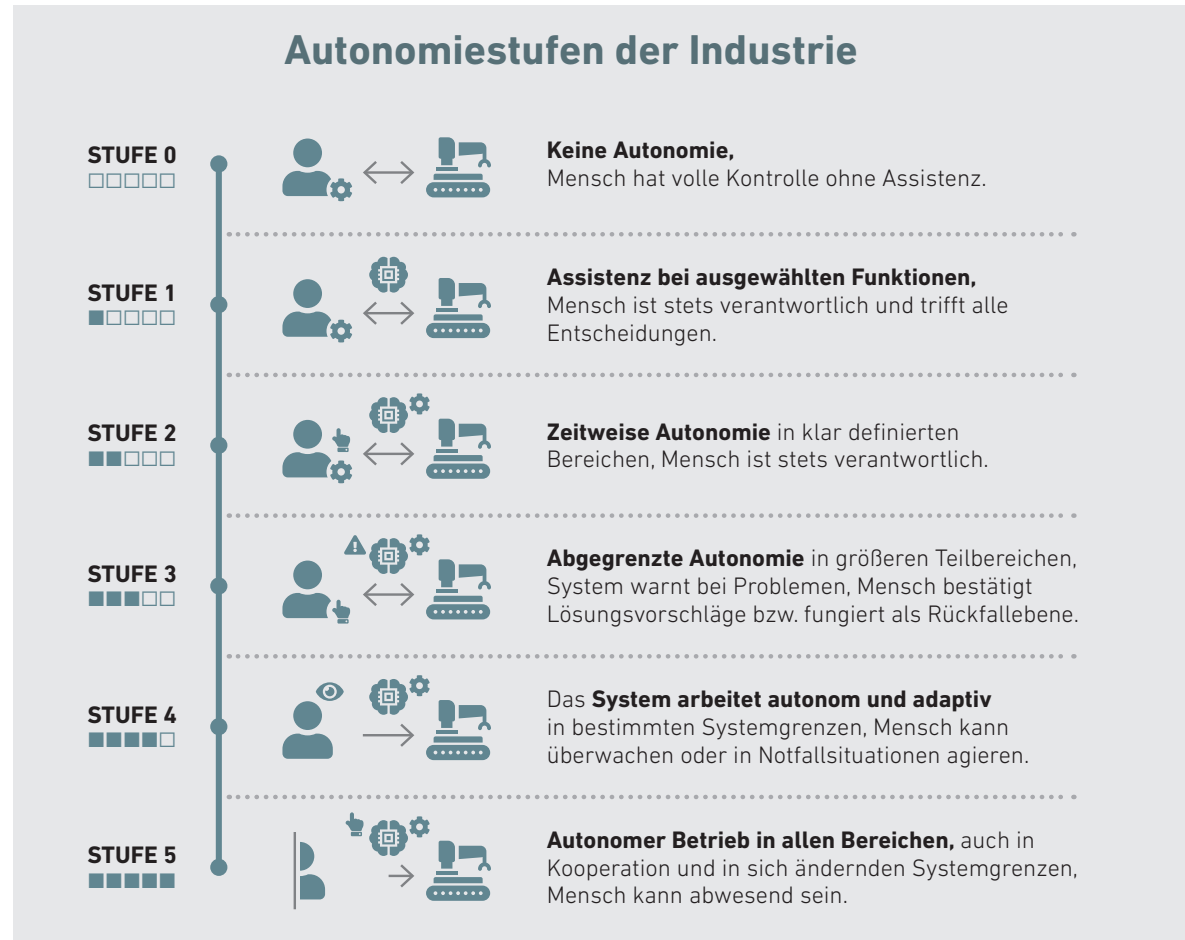 Autonomiestufen der Industrie
STUFE 0
Keine Autonomie,
Mensch hat volle Kontrolle ohne Assistenz.
STUFE 1
Assistenz bei ausgewählten Funktionen,
Mensch ist stets verantwortlich und trifft alle
Entscheidungen.
STUFE 2
Zeitweise Autonomie in klar definierten
Bereichen, Mensch ist stets verantwortlich.
STUFE 3
Abgegrenzte Autonomie in größeren Teilbereichen,
System warnt bei Problemen, Mensch bestätigt
Lösungsvorschläge bzw. fungiert als Rückfallebene.
STUFE 4
Das System arbeitet autonom und adaptiv
in bestimmten Systemgrenzen, Mensch kann
überwachen oder in Notfallsituationen agieren.
STUFE 5
Autonomer Betrieb in allen Bereichen, auch in
Kooperation und in sich ändernden Systemgrenzen,
Mensch kann abwesend sein.